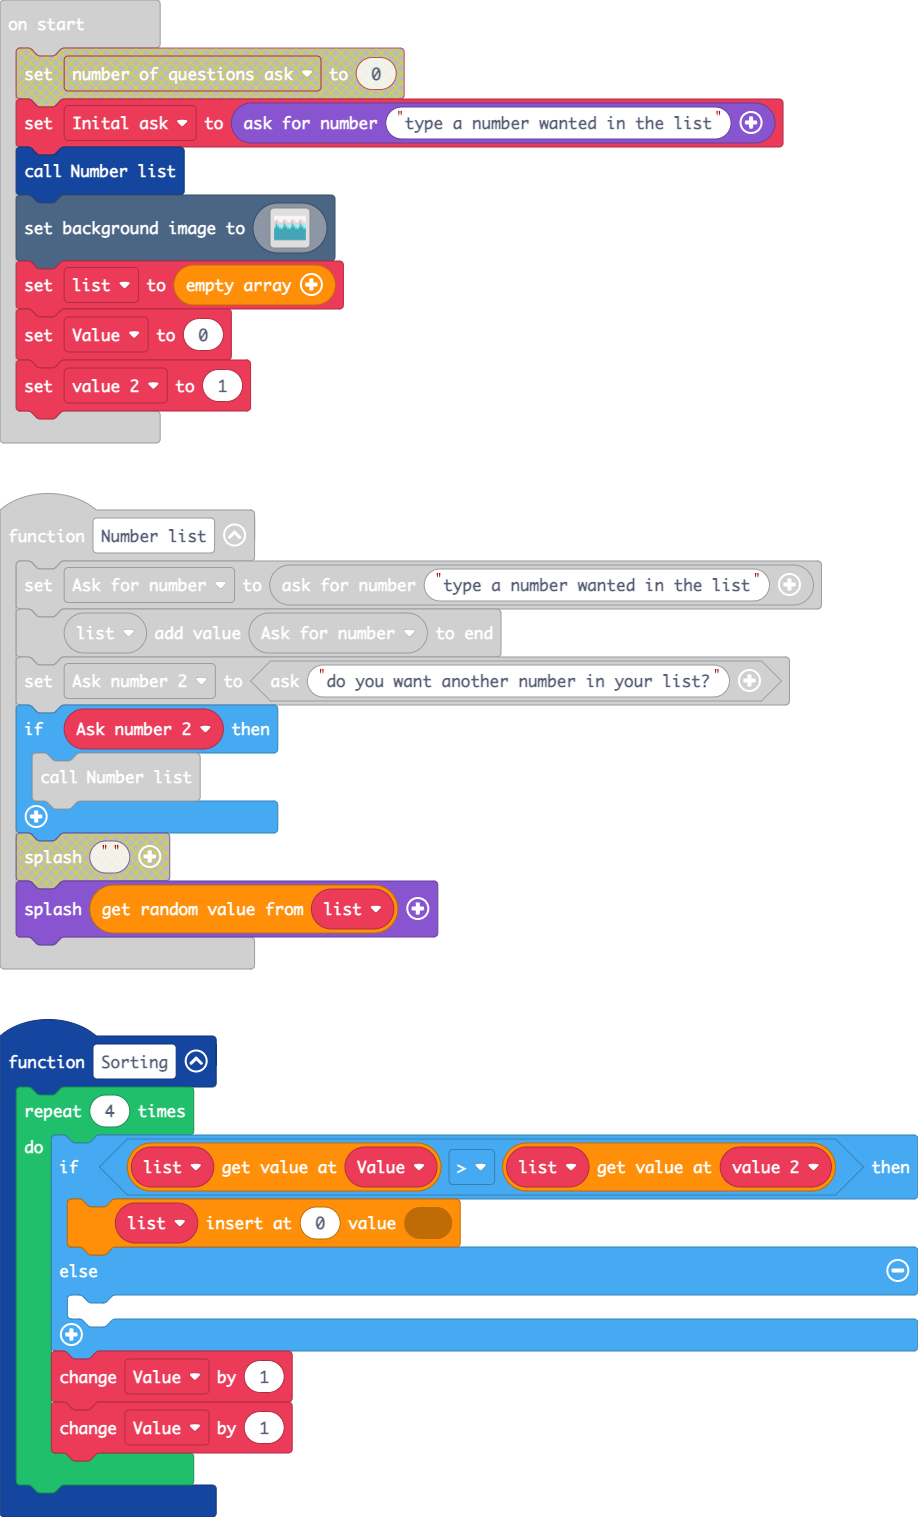 on start
set number of questions ask to 0
set Inital ask to ask for number "type a number wanted in the list"
call Number list
set background image to
set list to empty array
set Value to 0
set value 2 to 1
function Number list
set Ask for number to ask for number "type a number wanted in the list"
list add value Ask for number to end
set Ask number 2 to ask "do you want another number in your list?"
if Ask number 2 then
call Number list
splash " "
splash get random value from list
function Sorting
repeat 4 times
do
if list get value at Value > list get value at value 2 then
list insert at 0 value
else
change Value by 1
change Value by 1